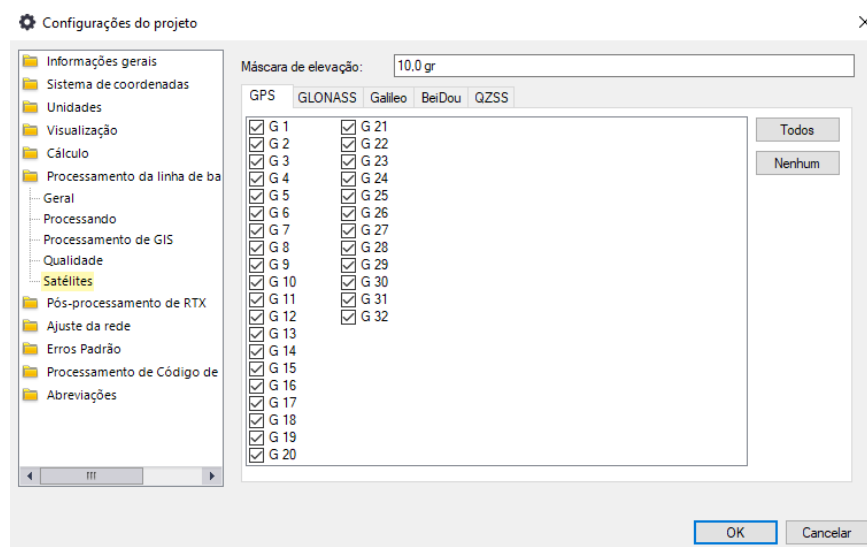 Configurações do projeto
Informações gerais
Sistema de coordenadas
Unidades
Visualização
Cálculo
Processamento da linha de ba
Geral
Processando
Processamento de GIS
Qualidade
Satélites
Pós-processamento de RTX
Ajuste da rede
Erros Padrão
Processamento de Código de
Abreviações
Máscara de elevação: 10,0 gr
GPS GLONASS Galileo BeiDou QZSS
G 1 G 21
G 2 G 22
G 3 G 23
G 4 G 24
G 5 G 25
G 6 G 26
G 7 G 27
G 8 G 28
G 9 G 29
G 10 G 30
G 11 G 31
G 12 G 32
G 13
G 14
G 15
G 16
G 17
G 18
G 19
G 20
Todos
Nenhum
OK Cancelar